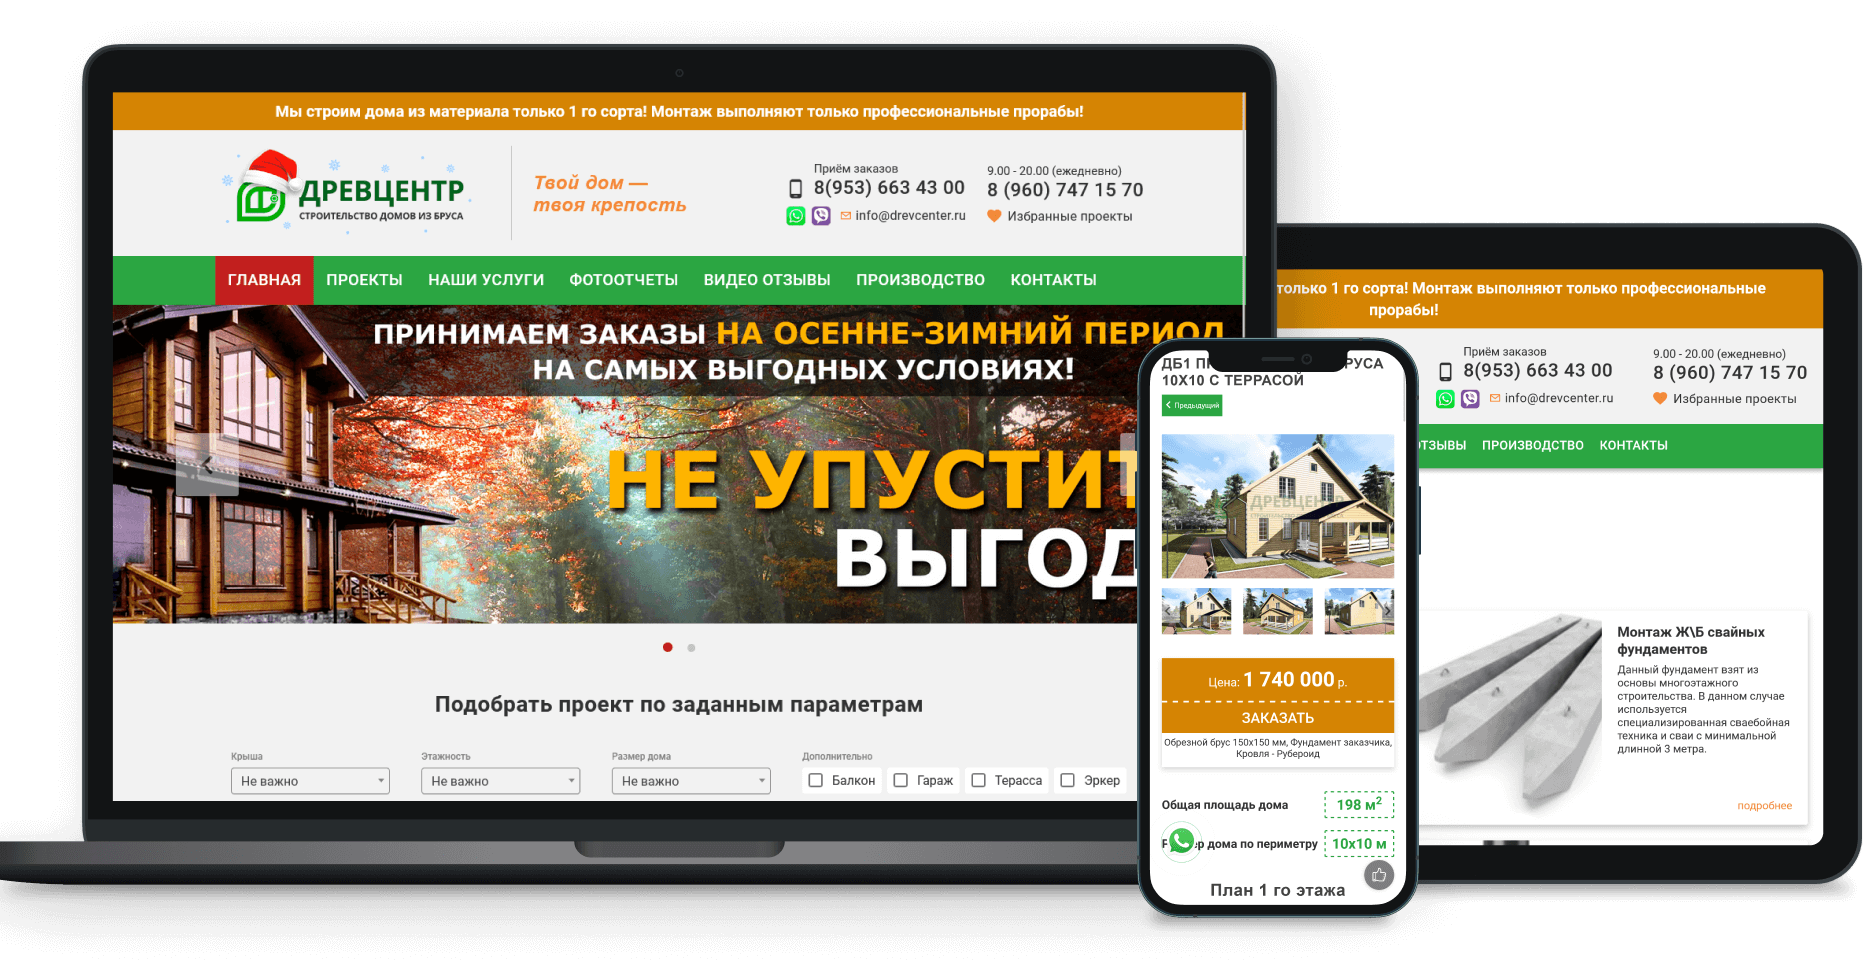 Мы строим дома из материала только 1 го сорта! Монтаж выполняют только профессиональные прорабы!
ДРЕВЦЕНТР
СТРОИТЕЛЬСТВО ДОМОВ ИЗ БРУСА
Твой дом —
твоя крепость
Приём заказов
8(953) 663 43 00
info@drevcenter.ru
9.00 - 20.00 (ежедневно)
8 (960) 747 15 70
Избранные проекты
ГЛАВНАЯ ПРОЕКТЫ НАШИ УСЛУГИ ФОТООТЧЕТЫ ВИДЕО ОТЗЫВЫ ПРОИЗВОДСТВО КОНТАКТЫ
ПРИНИМАЕМ ЗАКАЗЫ НА ОСЕННЕ-ЗИМНИЙ ПЕРИОД
НА САМЫХ ВЫГОДНЫХ УСЛОВИЯХ!
НЕ УПУСТИТ
ВЫГОД
Подобрать проект по заданным параметрам
Крыша Этажность Размер дома Дополнительно
Не важно Не важно Не важно Балкон Гараж Терасса Эркер
ДБ1 П РУСА
10Х10 С ТЕРРАСОЙ
Предыдущий
ДРЕВЦЕНТР
Цена: 1 740 000 р.
ЗАКАЗАТЬ
Обрезной брус 150х150 мм, Фундамент заказчика,
Кровля - Рубероид
Общая площадь дома 198 м2
Р р дома по периметру 10х10 м
План 1 го этажа
только 1 го сорта! Монтаж выполняют только профессиональные
прорабы!
Приём заказов
8(953) 663 43 00
info@drevcenter.ru
9.00 - 20.00 (ежедневно)
8 (960) 747 15 70
Избранные проекты
ТЗЫВЫ ПРОИЗВОДСТВО КОНТАКТЫ
Монтаж Ж\Б свайных
фундаментов
Данный фундамент взят из
основы многоэтажного
строительства. В данном случае
используется
специализированная сваебойная
техника и сваи с минимальной
длинной 3 метра.
подробнее